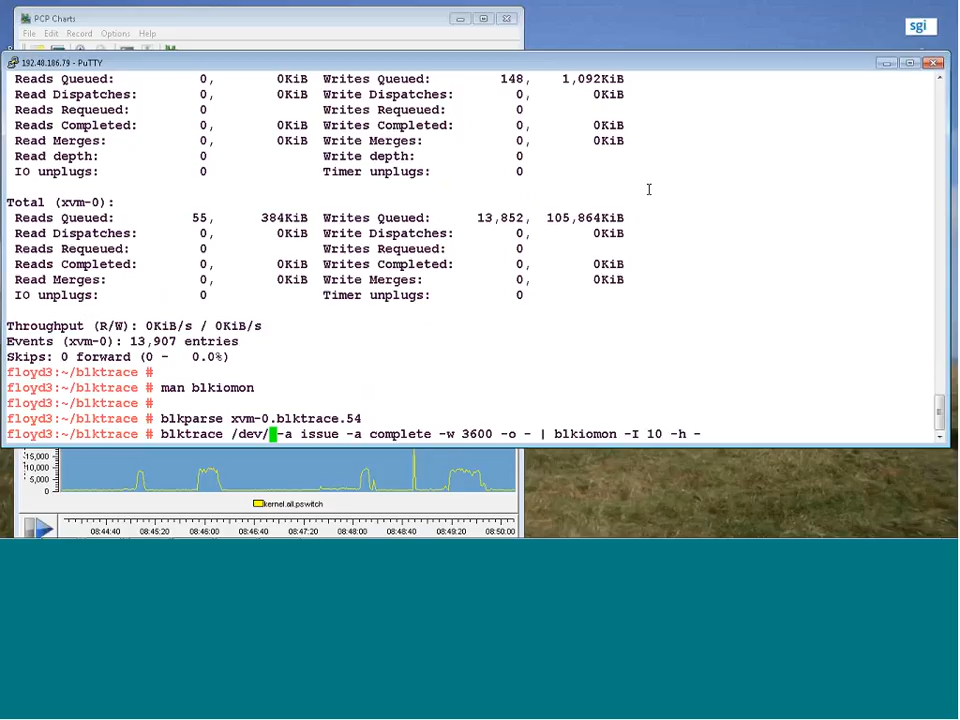 PCP Charts
sgi
File Edit Record Options Help
192.48.186.79 - PuTTY
Reads Queued: 0, 0KiB Writes Queued: 148, 1,092KiB
Read Dispatches: 0, 0KiB Write Dispatches: 0, 0KiB
Reads Requeued: 0 Writes Requeued: 0
Reads Completed: 0, 0KiB Writes Completed: 0, 0KiB
Read Merges: 0, 0KiB Write Merges: 0, 0KiB
Read depth: 0 Write depth: 0
IO unplugs: 0 Timer unplugs: 0
Total (xvm-0):
Reads Queued: 55, 384KiB Writes Queued: 13,852, 105,864KiB
Read Dispatches: 0, 0KiB Write Dispatches: 0, 0KiB
Reads Requeued: 0 Writes Requeued: 0
Reads Completed: 0, 0KiB Writes Completed: 0, 0KiB
Read Merges: 0, 0KiB Write Merges: 0, 0KiB
IO unplugs: 0 Timer unplugs: 0
Throughput (R/W): 0KiB/s / 0KiB/s
Events (xvm-0): 13,907 entries
Skips: 0 forward (0 - 0.0%)
floyd3:~/blktrace #
floyd3:~/blktrace # man blkiomon
floyd3:~/blktrace #
floyd3:~/blktrace # blkparse xvm-0.blktrace.54
floyd3:~/blktrace # blktrace /dev/ -a issue -a complete -w 3600 -o - | blkiomon -I 10 -h -
15,000
10,000
5,000
0
kernel.all.pswitch
08:44:40 08:45:20 08:46:00 08:46:40 08:47:20 08:48:00 08:48:40 08:49:20 08:50:00